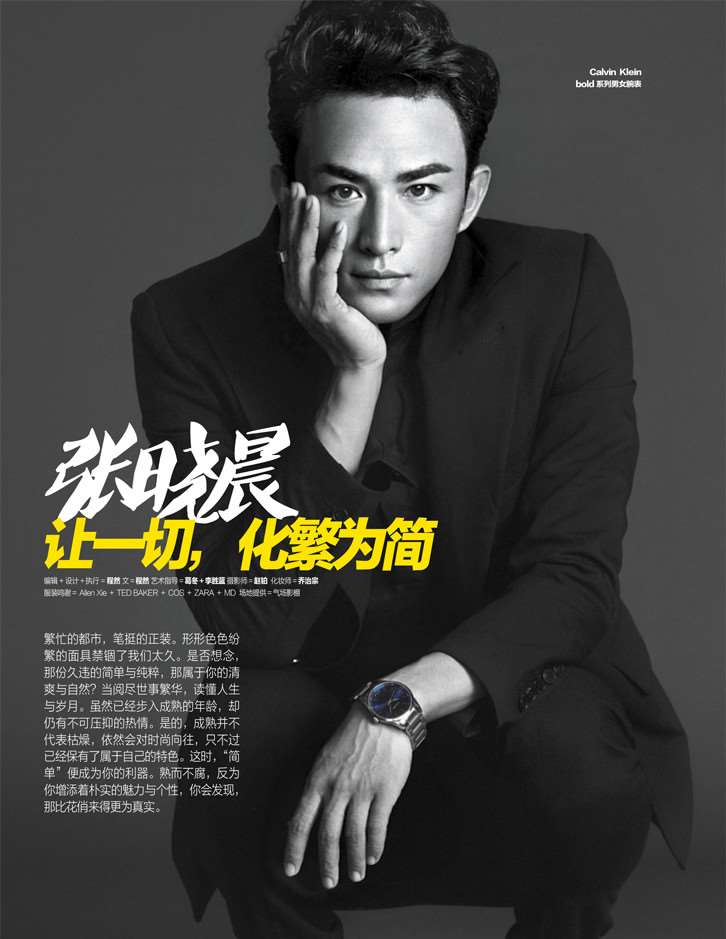 Calvin Klein
bold 系列男女腕表
张晓晨
让一切，化繁为简
编辑 + 设计 + 执行 = 程然 文 = 程然 艺术指导 = 葛冬 + 李胜蓝 摄影师 = 赵铂 化妆师 = 乔治宗
服装鸣谢 = Allen Xie + TED BAKER + COS + ZARA + MD 场地提供 = 气场影棚
繁忙的都市，笔挺的正装。形形色色纷
繁的面具禁锢了我们太久。是否想念，
那份久违的简单与纯粹，那属于你的清
爽与自然？当阅尽世事繁华，读懂人生
与岁月。虽然已经步入成熟的年龄，却
仍有不可压抑的热情。是的，成熟并不
代表枯燥，依然会对时尚向往，只不过
已经保有了属于自己的特色。这时，“简
单”便成为你的利器。熟而不腐，反为
你增添着朴实的魅力与个性，你会发现，
那比花俏来得更为真实。